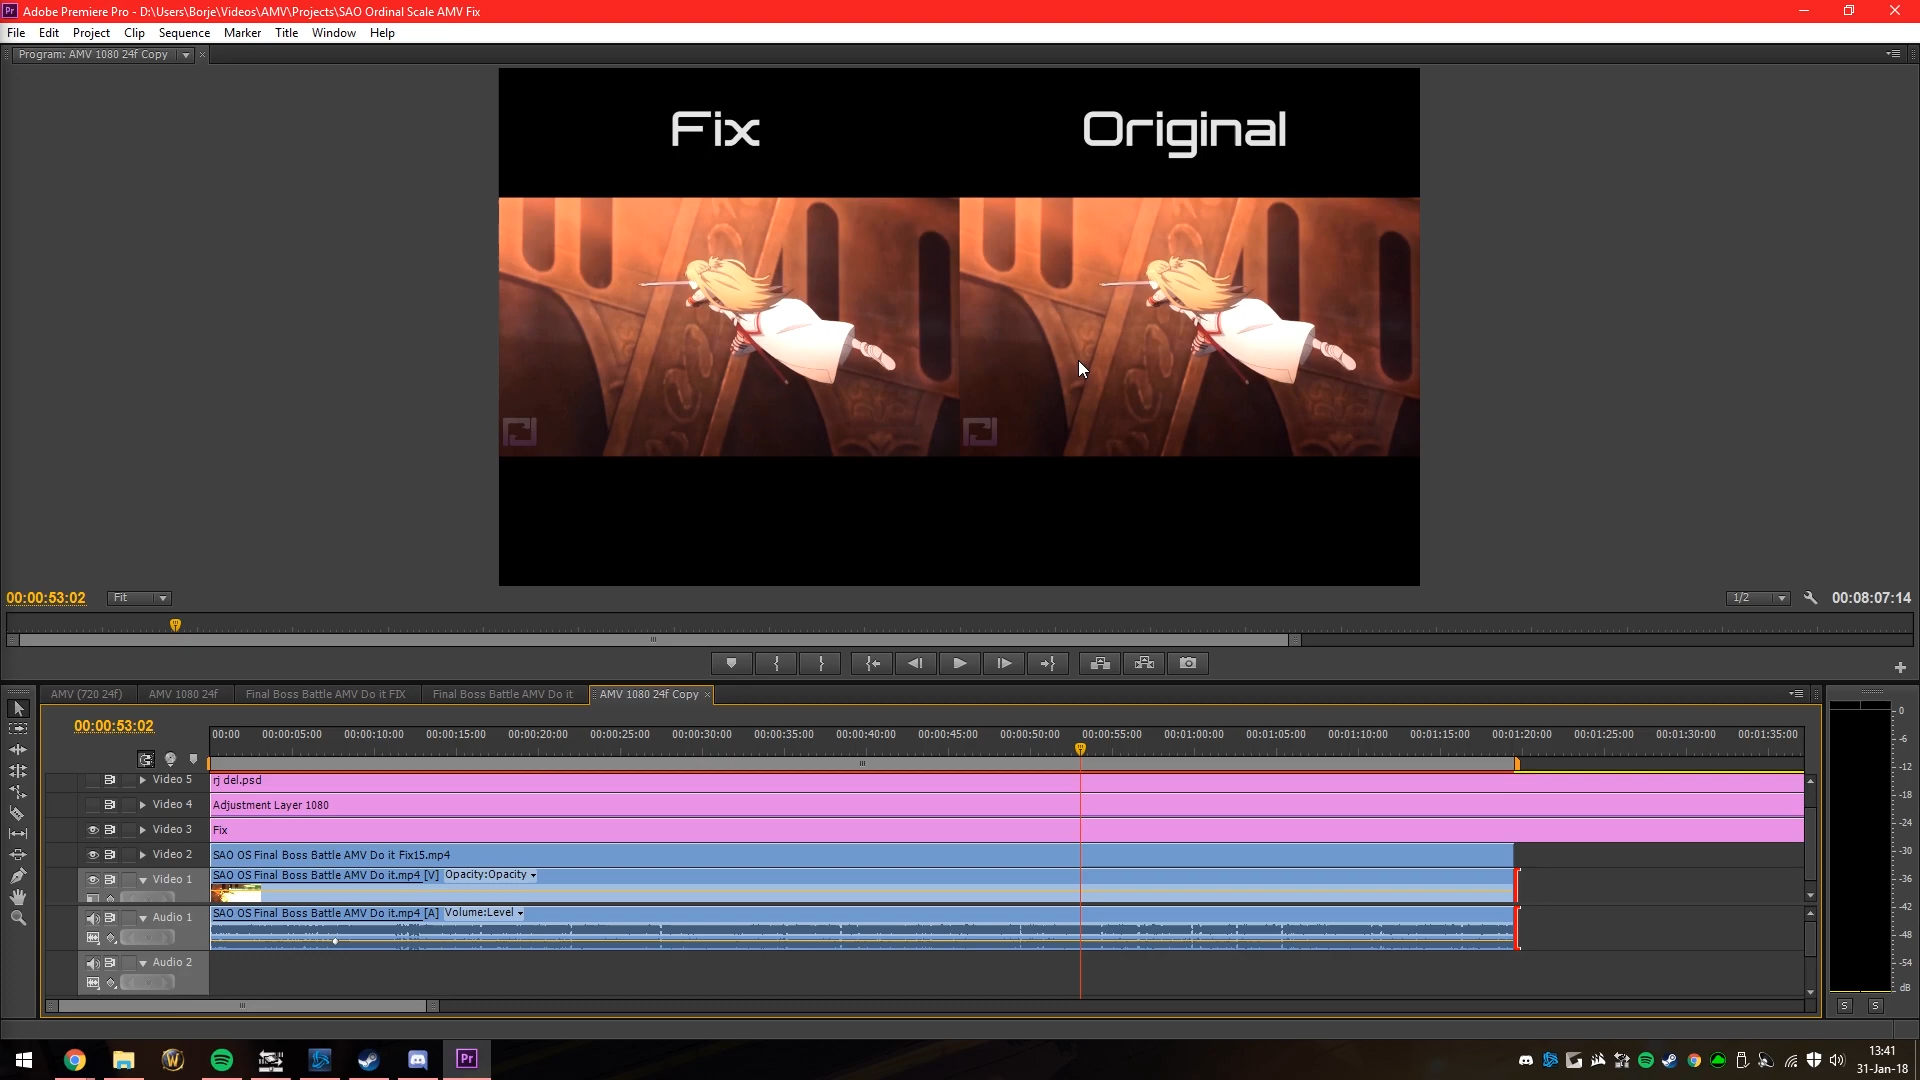 Adobe Premiere Pro - D:\Users\Borje\Videos\AMV\Projects\SAO Ordinal Scale AMV Fix
File Edit Project Clip Sequence Marker Title Window Help
Program: AMV 1080 24f Copy
Fix Original
00:00:53:02 Fit 1/2 00:08:07:14
AMV (720 24f) AMV 1080 24f Final Boss Battle AMV Do it FIX Final Boss Battle AMV Do it AMV 1080 24f Copy
00:00:53:02
00:00 00:00:05:00 00:00:10:00 00:00:15:00 00:00:20:00 00:00:25:00 00:00:30:00 00:00:35:00 00:00:40:00 00:00:45:00 00:00:50:00 00:00:55:00 00:01:00:00 00:01:05:00 00:01:10:00 00:01:15:00 00:01:20:00 00:01:25:00 00:01:30:00 00:01:35:00
Video 5 rj del.psd
Video 4 Adjustment Layer 1080
Video 3 Fix
Video 2 SAO OS Final Boss Battle AMV Do it Fix15.mp4
Video 1 SAO OS Final Boss Battle AMV Do it.mp4 [V] Opacity:Opacity
Audio 1 SAO OS Final Boss Battle AMV Do it.mp4 [A] Volume:Level
Audio 2
0
-6
-12
-18
-24
-30
-36
-42
-48
-54
dB
S S
Pr
13:41
31-Jan-18